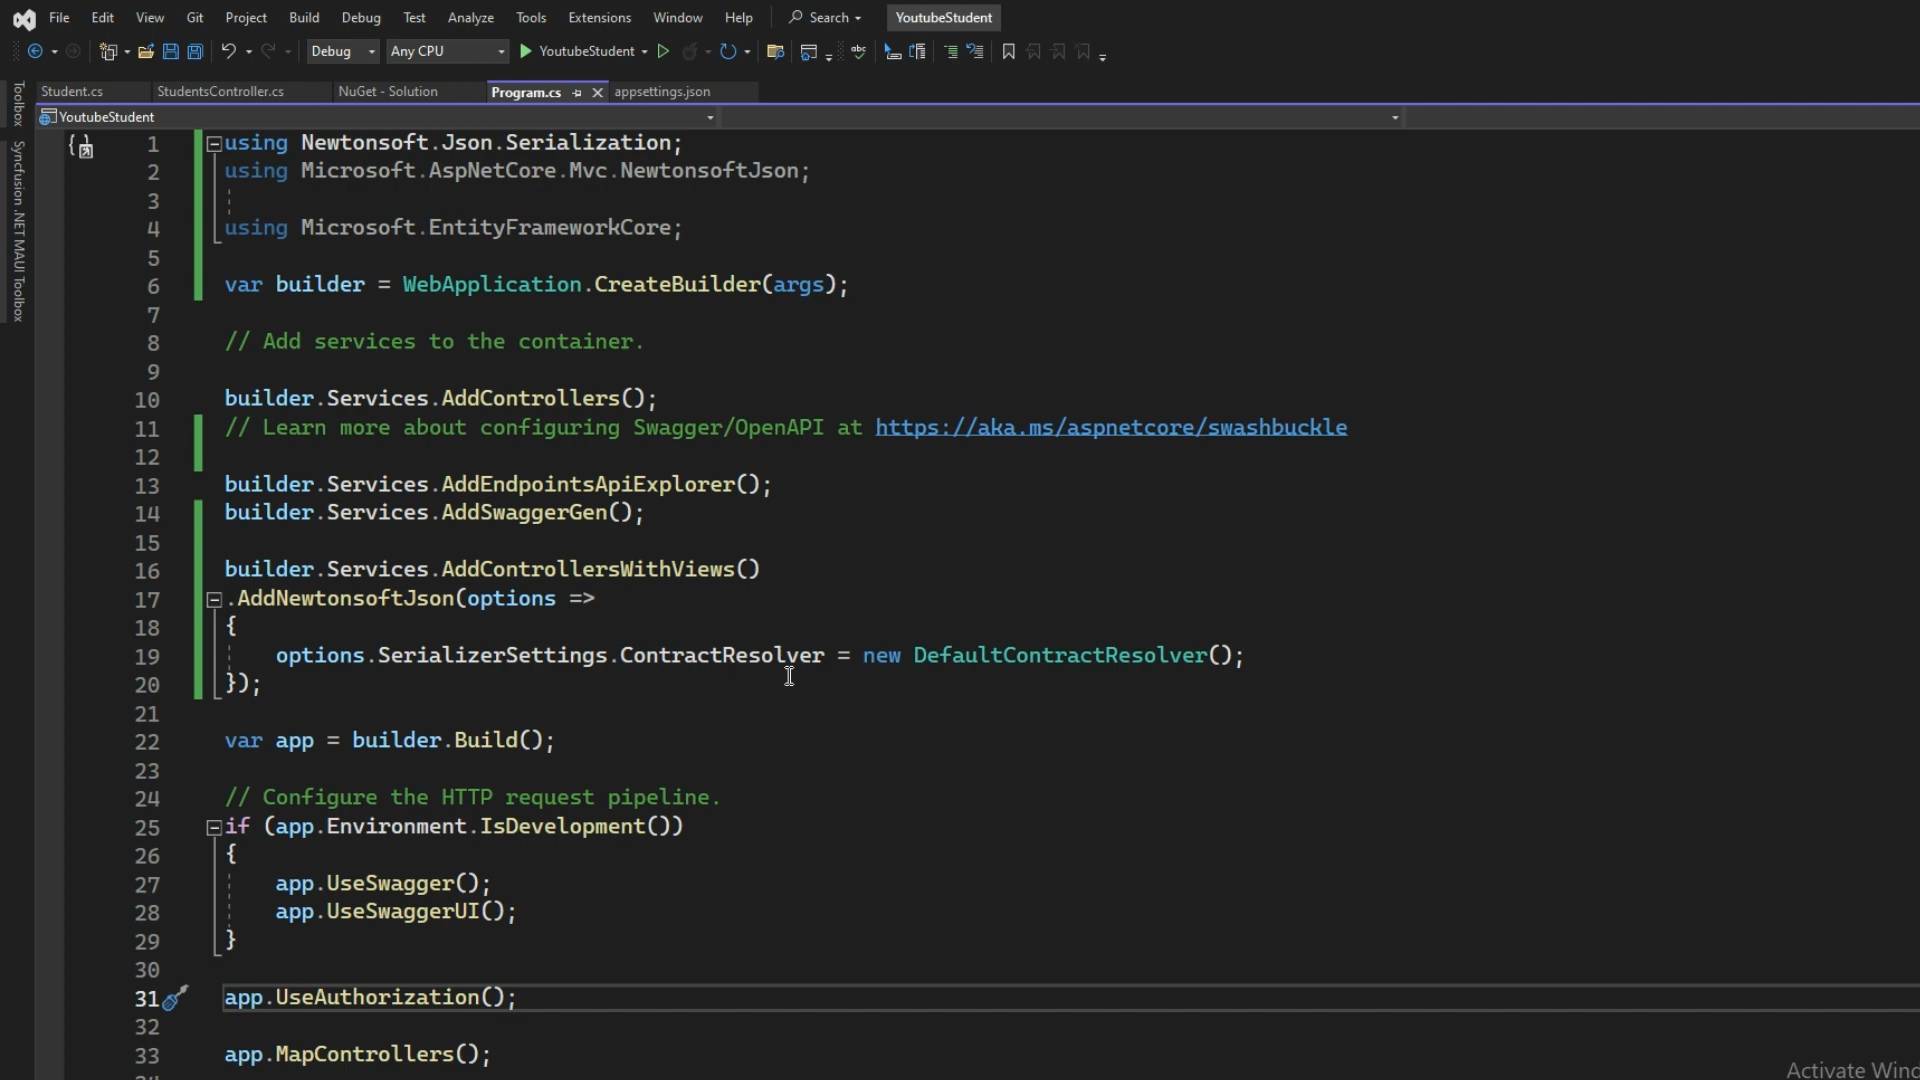 File Edit View Git Project Build Debug Test Analyze Tools Extensions Window Help Search YoutubeStudent
Debug Any CPU YoutubeStudent
Student.cs StudentsController.cs NuGet - Solution Program.cs appsettings.json
YoutubeStudent
Toolbox
Syncfusion .NET MAUI Toolbox
1 using Newtonsoft.Json.Serialization;
2 using Microsoft.AspNetCore.Mvc.NewtonsoftJson;
3
4 using Microsoft.EntityFrameworkCore;
5
6 var builder = WebApplication.CreateBuilder(args);
7
8 // Add services to the container.
9
10 builder.Services.AddControllers();
11 // Learn more about configuring Swagger/OpenAPI at https://aka.ms/aspnetcore/swashbuckle
12
13 builder.Services.AddEndpointsApiExplorer();
14 builder.Services.AddSwaggerGen();
15
16 builder.Services.AddControllersWithViews()
17 .AddNewtonsoftJson(options =>
18 {
19 options.SerializerSettings.ContractResolver = new DefaultContractResolver();
20 });
21
22 var app = builder.Build();
23
24 // Configure the HTTP request pipeline.
25 if (app.Environment.IsDevelopment())
26 {
27 app.UseSwagger();
28 app.UseSwaggerUI();
29 }
30
31 app.UseAuthorization();
32
33 app.MapControllers();
Activate Wind